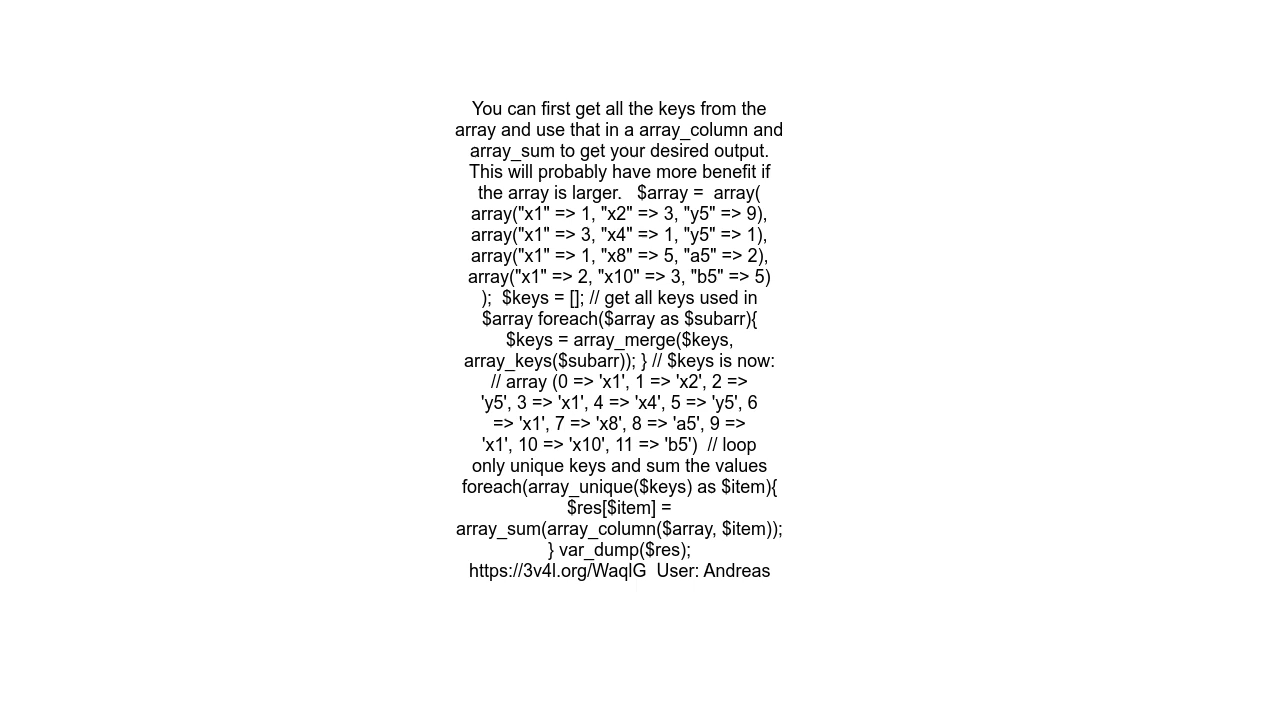 You can first get all the keys from the
array and use that in a array_column and
array_sum to get your desired output.
This will probably have more benefit if
the array is larger.   $array =  array(
array("x1" => 1, "x2" => 3, "y5" => 9),
array("x1" => 3, "x4" => 1, "y5" => 1),
array("x1" => 1, "x8" => 5, "a5" => 2),
array("x1" => 2, "x10" => 3, "b5" => 5)
);  $keys = []; // get all keys used in
$array foreach($array as $subarr){
$keys = array_merge($keys,
array_keys($subarr)); } // $keys is now:
// array (0 => 'x1', 1 => 'x2', 2 =>
'y5', 3 => 'x1', 4 => 'x4', 5 => 'y5', 6
=> 'x1', 7 => 'x8', 8 => 'a5', 9 =>
'x1', 10 => 'x10', 11 => 'b5')  // loop
only unique keys and sum the values
foreach(array_unique($keys) as $item){
$res[$item] =
array_sum(array_column($array, $item));
} var_dump($res);
https://3v4l.org/WaqlG  User: Andreas